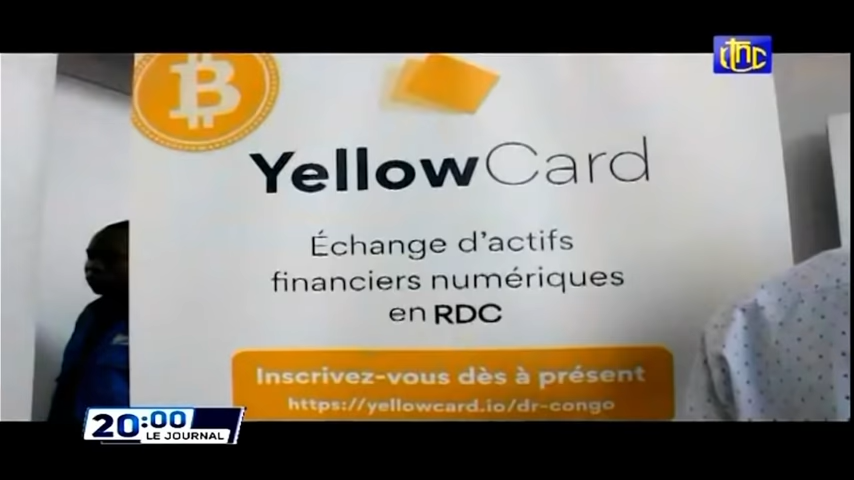 rtnc
YellowCard
Échange d'actifs
financiers numériques
en RDC
Inscrivez-vous dès à présent
https://yellowcard.io/dr-congo
20:00
LE JOURNAL